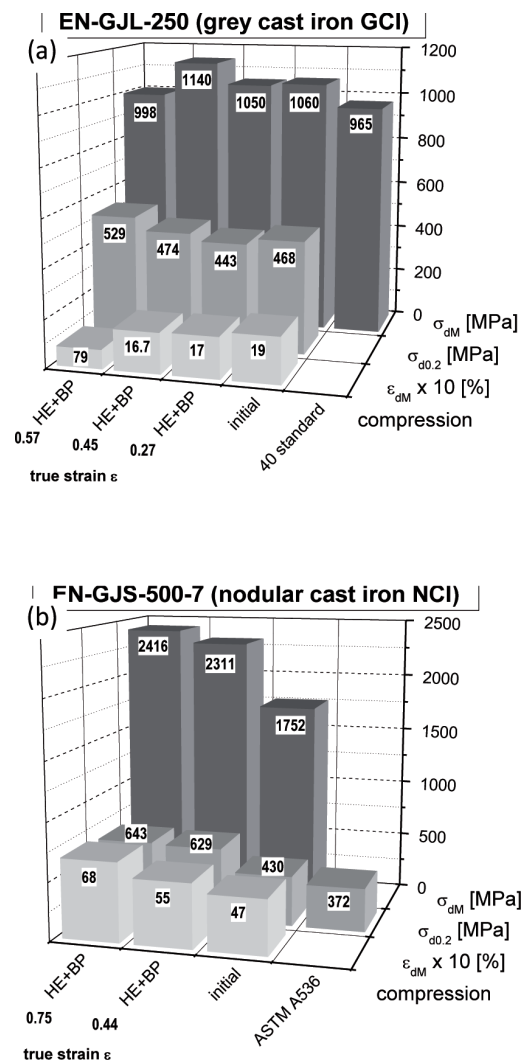 EN-GJL-250 (grey cast iron GCI)
(a)
1200
1000
800
600
400
200
0
998
1140
1050
1060
965
529
474
443
468
79
16.7
17
19
σdM [MPa]
σd0.2 [MPa]
εdM x 10 [%]
compression
HE+BP
HE+BP
HE+BP
initial
40 standard
0.57
0.45
0.27
true strain ε
EN-GJS-500-7 (nodular cast iron NCI)
(b)
2500
2000
1500
1000
500
0
2416
2311
1752
643
629
430
372
68
55
47
σdM [MPa]
σd0.2 [MPa]
εdM x 10 [%]
compression
HE+BP
HE+BP
initial
ASTM A536
0.75
0.44
true strain ε